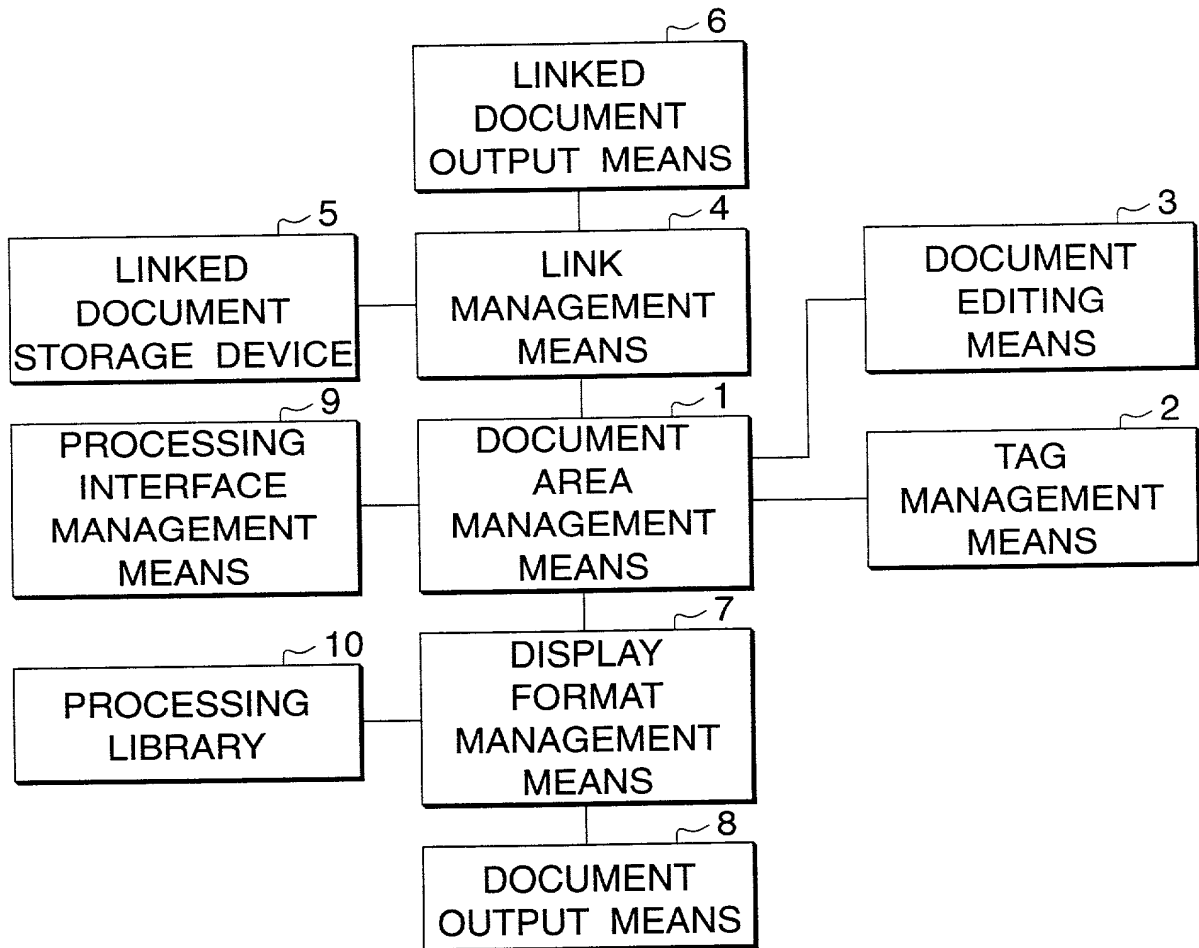 6
LINKED
DOCUMENT
OUTPUT MEANS
5
LINKED
DOCUMENT
STORAGE DEVICE
4
LINK
MANAGEMENT
MEANS
3
DOCUMENT
EDITING
MEANS
9
PROCESSING
INTERFACE
MANAGEMENT
MEANS
1
DOCUMENT
AREA
MANAGEMENT
MEANS
2
TAG
MANAGEMENT
MEANS
10
PROCESSING
LIBRARY
7
DISPLAY
FORMAT
MANAGEMENT
MEANS
8
DOCUMENT
OUTPUT MEANS